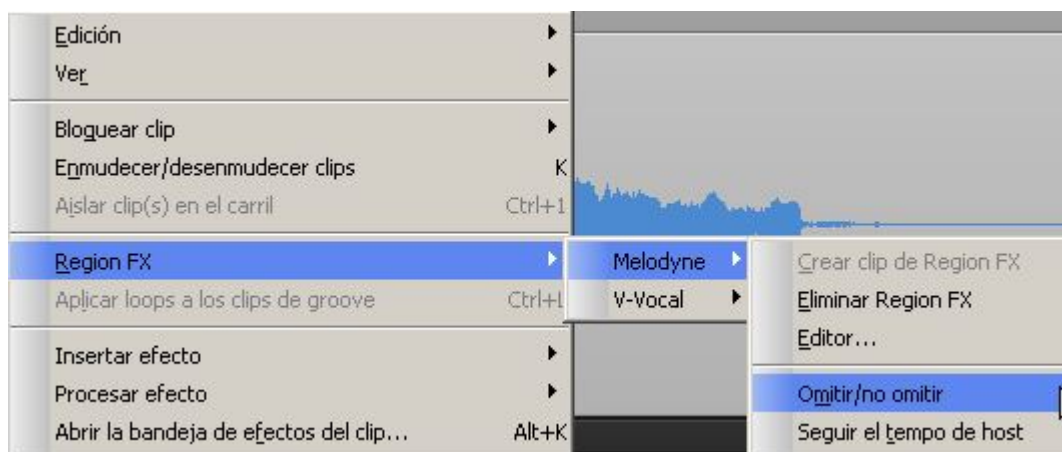 Edición
Ver
Bloguear clip
Enmudecer/desenmudecer clips K
Aislar clip(s) en el carril Ctrl+1
Region FX
Aplicar loops a los clips de groove Ctrl+L
Insertar efecto
Procesar efecto
Abrir la bandeja de efectos del clip... Alt+K
Melodyne
V-Vocal
Crear clip de Region FX
Eliminar Region FX
Editor...
Omitir/no omitir
Seguir el tempo de host